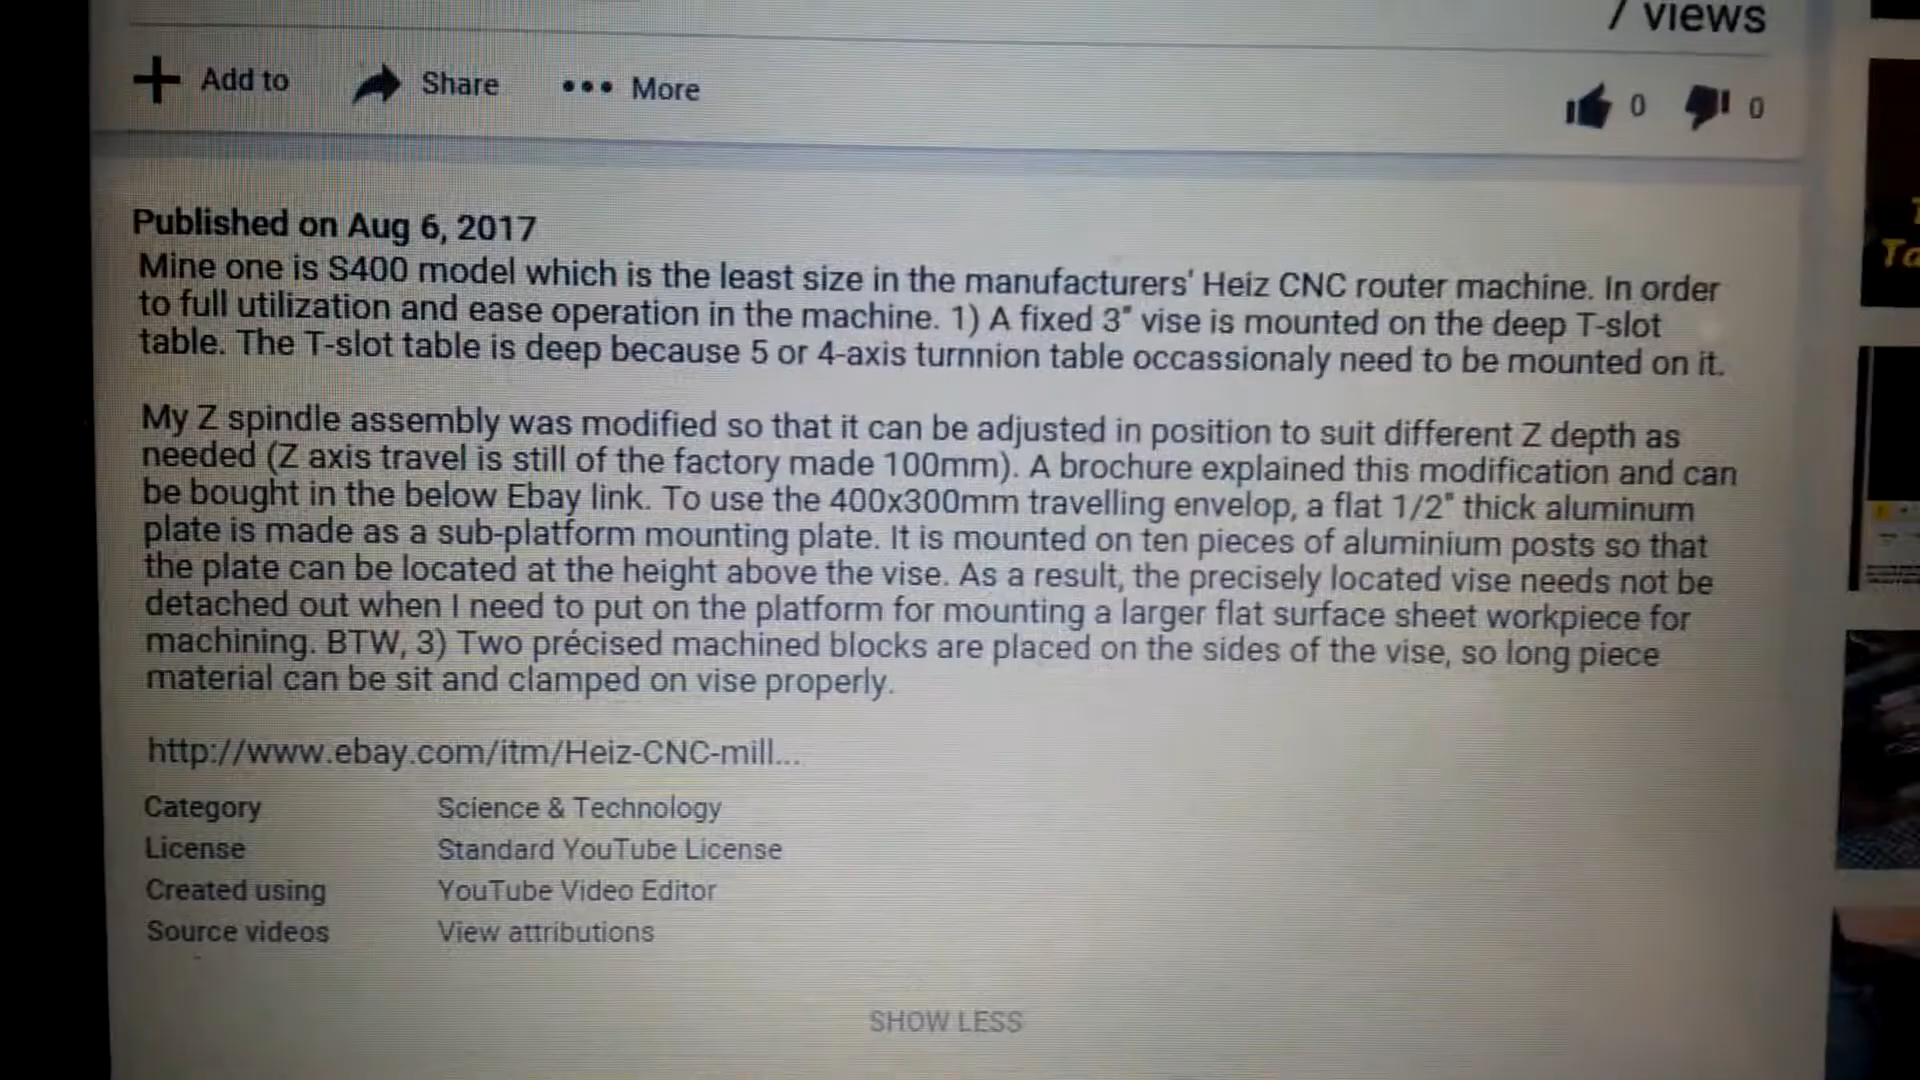 7 views
Add to Share More 0 0
Published on Aug 6, 2017
Mine one is S400 model which is the least size in the manufacturers' Heiz CNC router machine. In order
to full utilization and ease operation in the machine. 1) A fixed 3" vise is mounted on the deep T-slot
table. The T-slot table is deep because 5 or 4-axis turnnion table occassionaly need to be mounted on it.
My Z spindle assembly was modified so that it can be adjusted in position to suit different Z depth as
needed (Z axis travel is still of the factory made 100mm). A brochure explained this modification and can
be bought in the below Ebay link. To use the 400x300mm travelling envelop, a flat 1/2" thick aluminum
plate is made as a sub-platform mounting plate. It is mounted on ten pieces of aluminium posts so that
the plate can be located at the height above the vise. As a result, the precisely located vise needs not be
detached out when I need to put on the platform for mounting a larger flat surface sheet workpiece for
machining. BTW, 3) Two précised machined blocks are placed on the sides of the vise, so long piece
material can be sit and clamped on vise properly.
http://www.ebay.com/itm/Heiz-CNC-mill...
Category Science & Technology
License Standard YouTube License
Created using YouTube Video Editor
Source videos View attributions
SHOW LESS